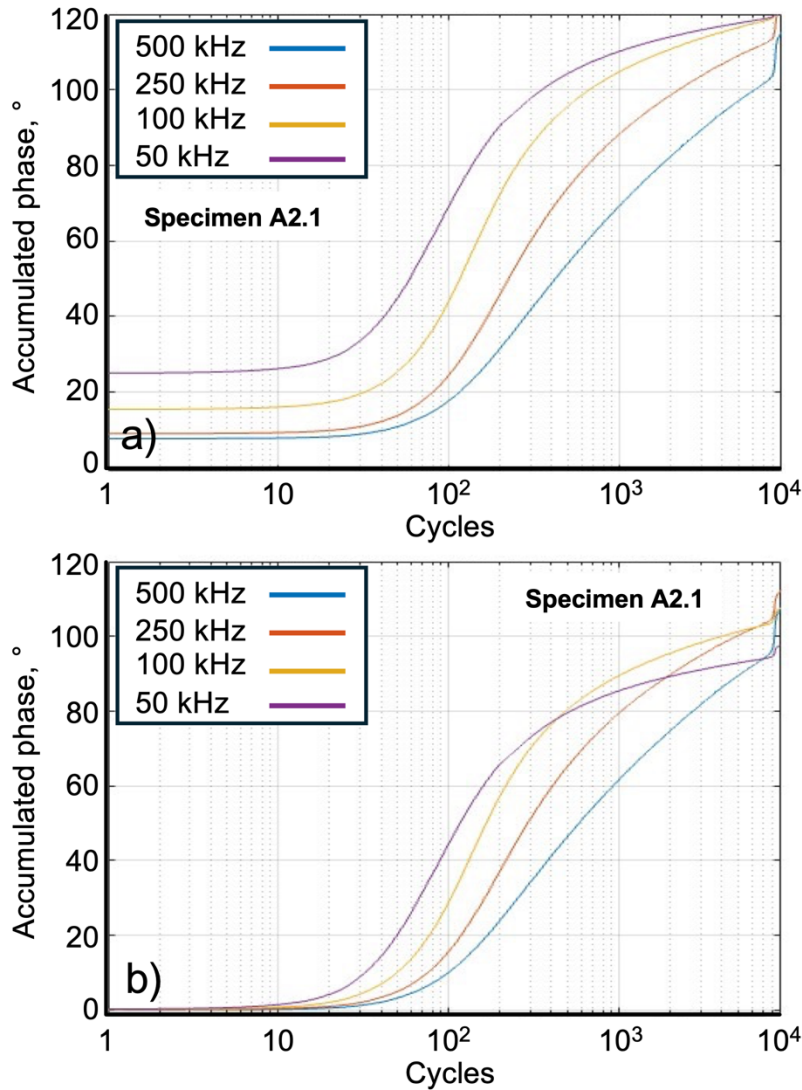 120
100
80
60
40
20
0
Accumulated phase, °
500 kHz
250 kHz
100 kHz
50 kHz
Specimen A2.1
a)
1 10 10² 10³ 10⁴
Cycles
120
100
80
60
40
20
0
Accumulated phase, °
500 kHz
250 kHz
100 kHz
50 kHz
Specimen A2.1
b)
1 10 10² 10³ 10⁴
Cycles